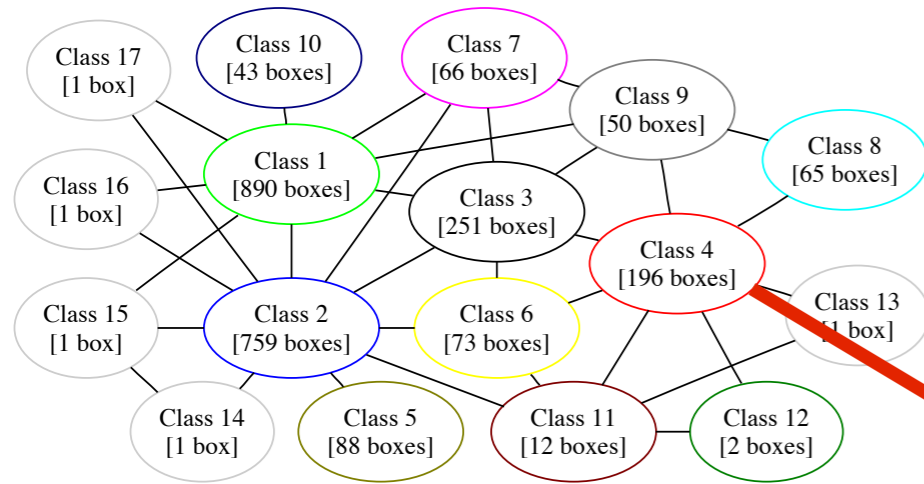 Class 17
[1 box]
Class 10
[43 boxes]
Class 7
[66 boxes]
Class 9
[50 boxes]
Class 8
[65 boxes]
Class 1
[890 boxes]
Class 16
[1 box]
Class 3
[251 boxes]
Class 4
[196 boxes]
Class 13
[1 box]
Class 15
[1 box]
Class 2
[759 boxes]
Class 6
[73 boxes]
Class 14
[1 box]
Class 5
[88 boxes]
Class 11
[12 boxes]
Class 12
[2 boxes]